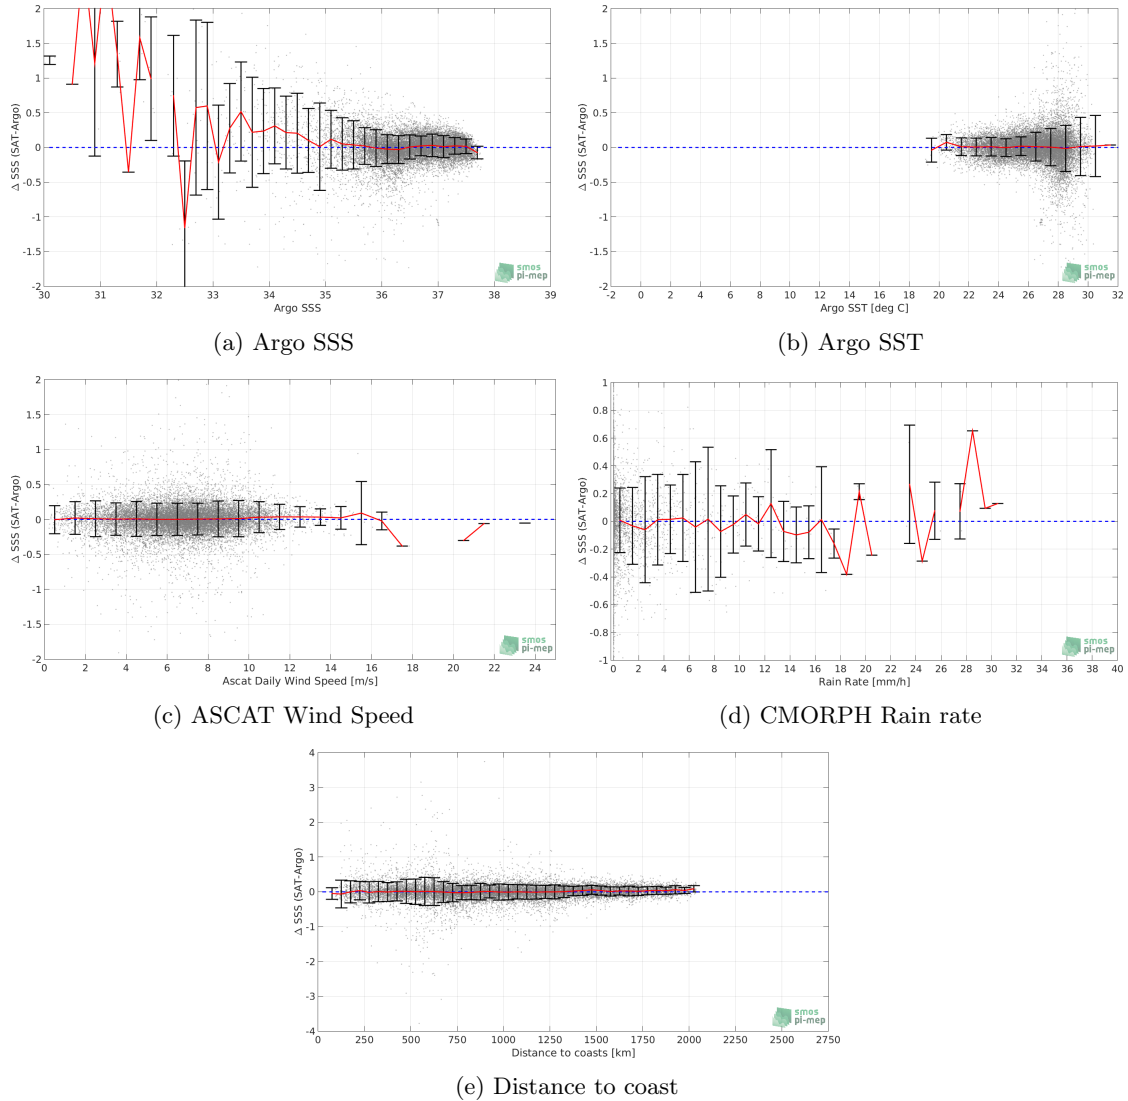 2
1.5
1
0.5
0
-0.5
-1
-1.5
-2
Δ SSS (SAT-Argo)
30 31 32 33 34 35 36 37 38 39
Argo SSS
smos
pi-mep
(a) Argo SSS
2
1.5
1
0.5
0
-0.5
-1
-1.5
-2
Δ SSS (SAT-Argo)
-2 0 2 4 6 8 10 12 14 16 18 20 22 24 26 28 30 32
Argo SST [deg C]
smos
pi-mep
(b) Argo SST
2
1.5
1
0.5
0
-0.5
-1
-1.5
-2
Δ SSS (SAT-Argo)
0 2 4 6 8 10 12 14 16 18 20 22 24
Ascat Daily Wind Speed [m/s]
smos
pi-mep
(c) ASCAT Wind Speed
1
0.8
0.6
0.4
0.2
0
-0.2
-0.4
-0.6
-0.8
-1
Δ SSS (SAT-Argo)
0 2 4 6 8 10 12 14 16 18 20 22 24 26 28 30 32 34 36 38 40
Rain Rate [mm/h]
smos
pi-mep
(d) CMORPH Rain rate
4
3
2
1
0
-1
-2
-3
-4
Δ SSS (SAT-Argo)
0 250 500 750 1000 1250 1500 1750 2000 2250 2500 2750
Distance to coasts [km]
smos
pi-mep
(e) Distance to coast